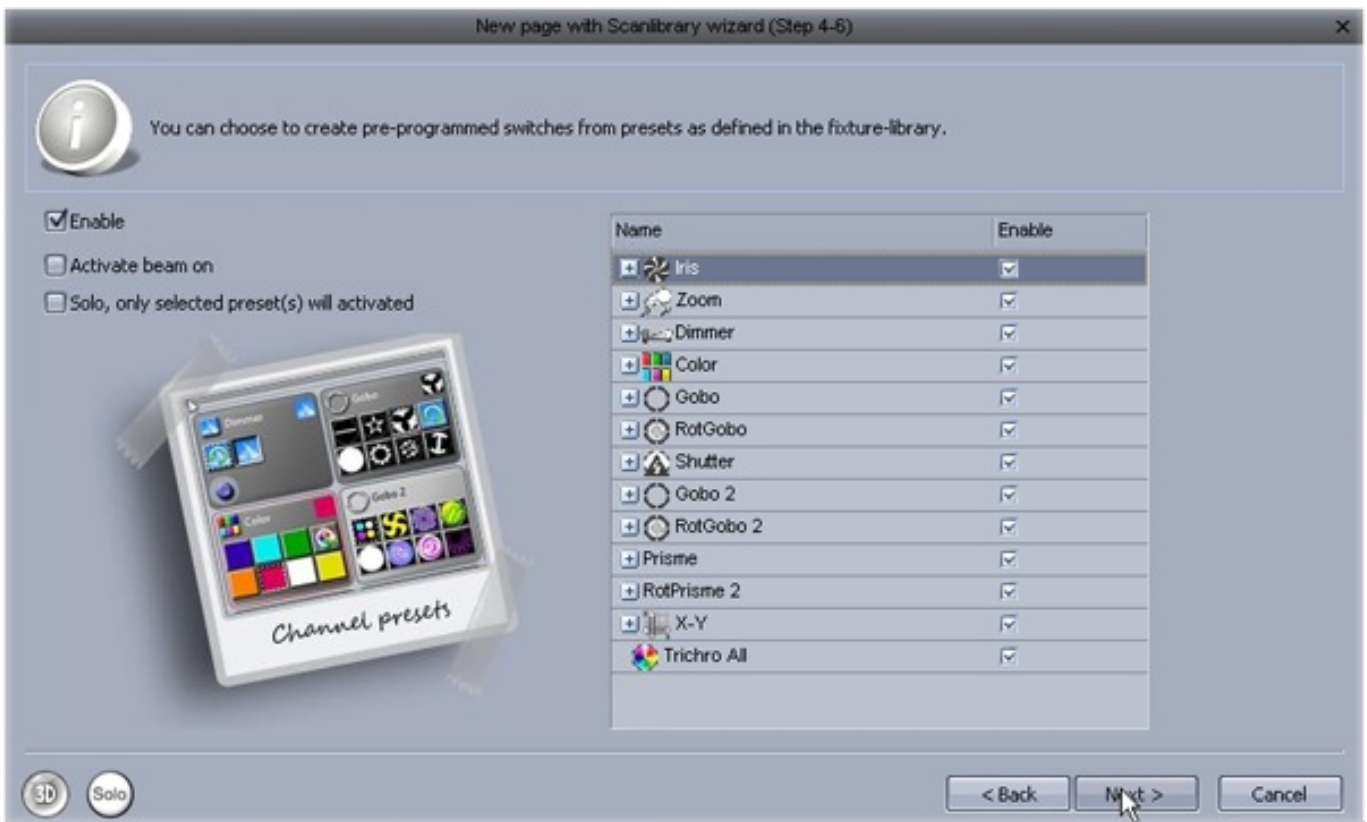 New page with Scanlibrary wizard (Step 4-6)
You can choose to create pre-programmed switches from presets as defined in the fixture-library.
Enable
Activate beam on
Solo, only selected preset(s) will activated
Dimmer
Gobo
Color
Gobo 2
Channel presets
Name Enable
Iris
Zoom
Dimmer
Color
Gobo
RotGobo
Shutter
Gobo 2
RotGobo 2
Prisme
RotPrisme 2
X-Y
Trichro All
3D Solo < Back Next > Cancel